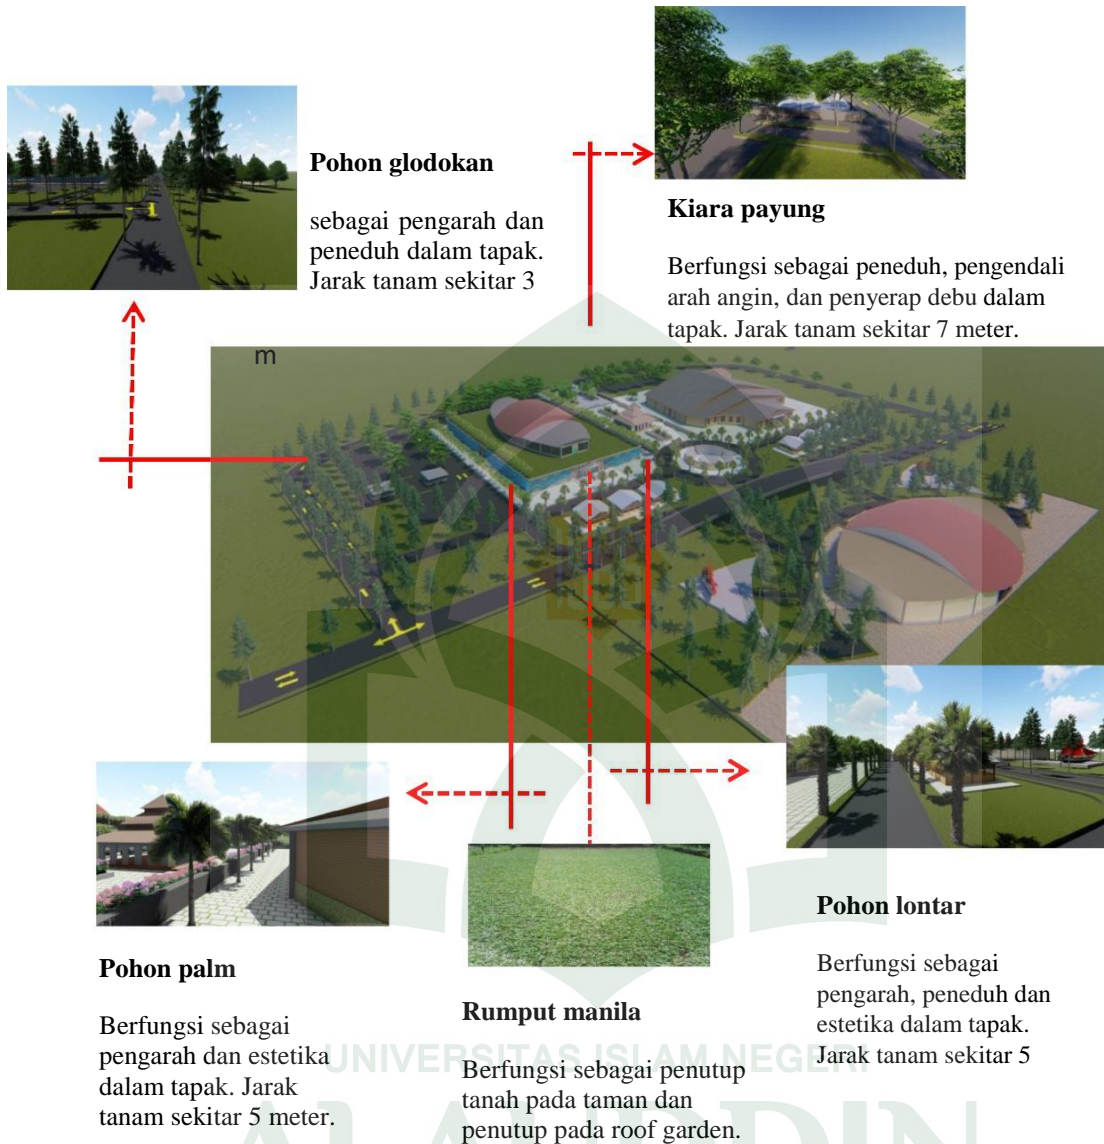 Pohon glodokan
sebagai pengarah dan
peneduh dalam tapak.
Jarak tanam sekitar 3
m
Kiara payung
Berfungsi sebagai peneduh, pengendali
arah angin, dan penyerap debu dalam
tapak. Jarak tanam sekitar 7 meter.
Pohon palm
Berfungsi sebagai
pengarah dan estetika
dalam tapak. Jarak
tanam sekitar 5 meter.
Rumput manila
Berfungsi sebagai penutup
tanah pada taman dan
penutup pada roof garden.
Pohon lontar
Berfungsi sebagai
pengarah, peneduh dan
estetika dalam tapak.
Jarak tanam sekitar 5
UNIVERSITAS ISLAM NEGERI
ALAUDDIN